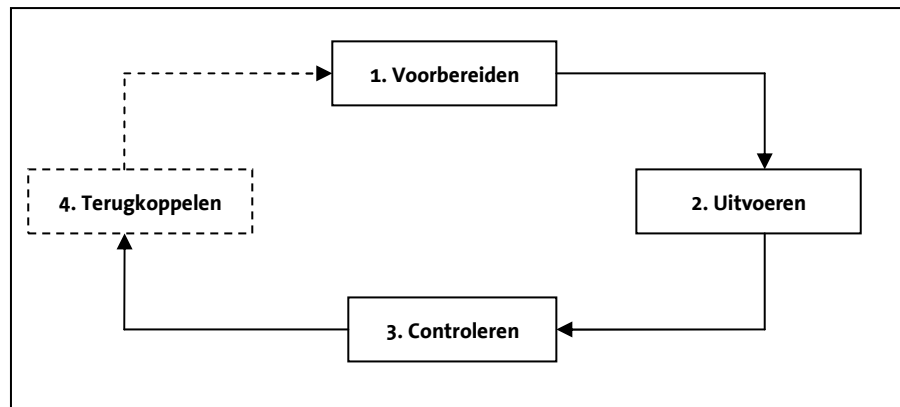 1. Voorbereiden
2. Uitvoeren
3. Controleren
4. Terugkoppelen